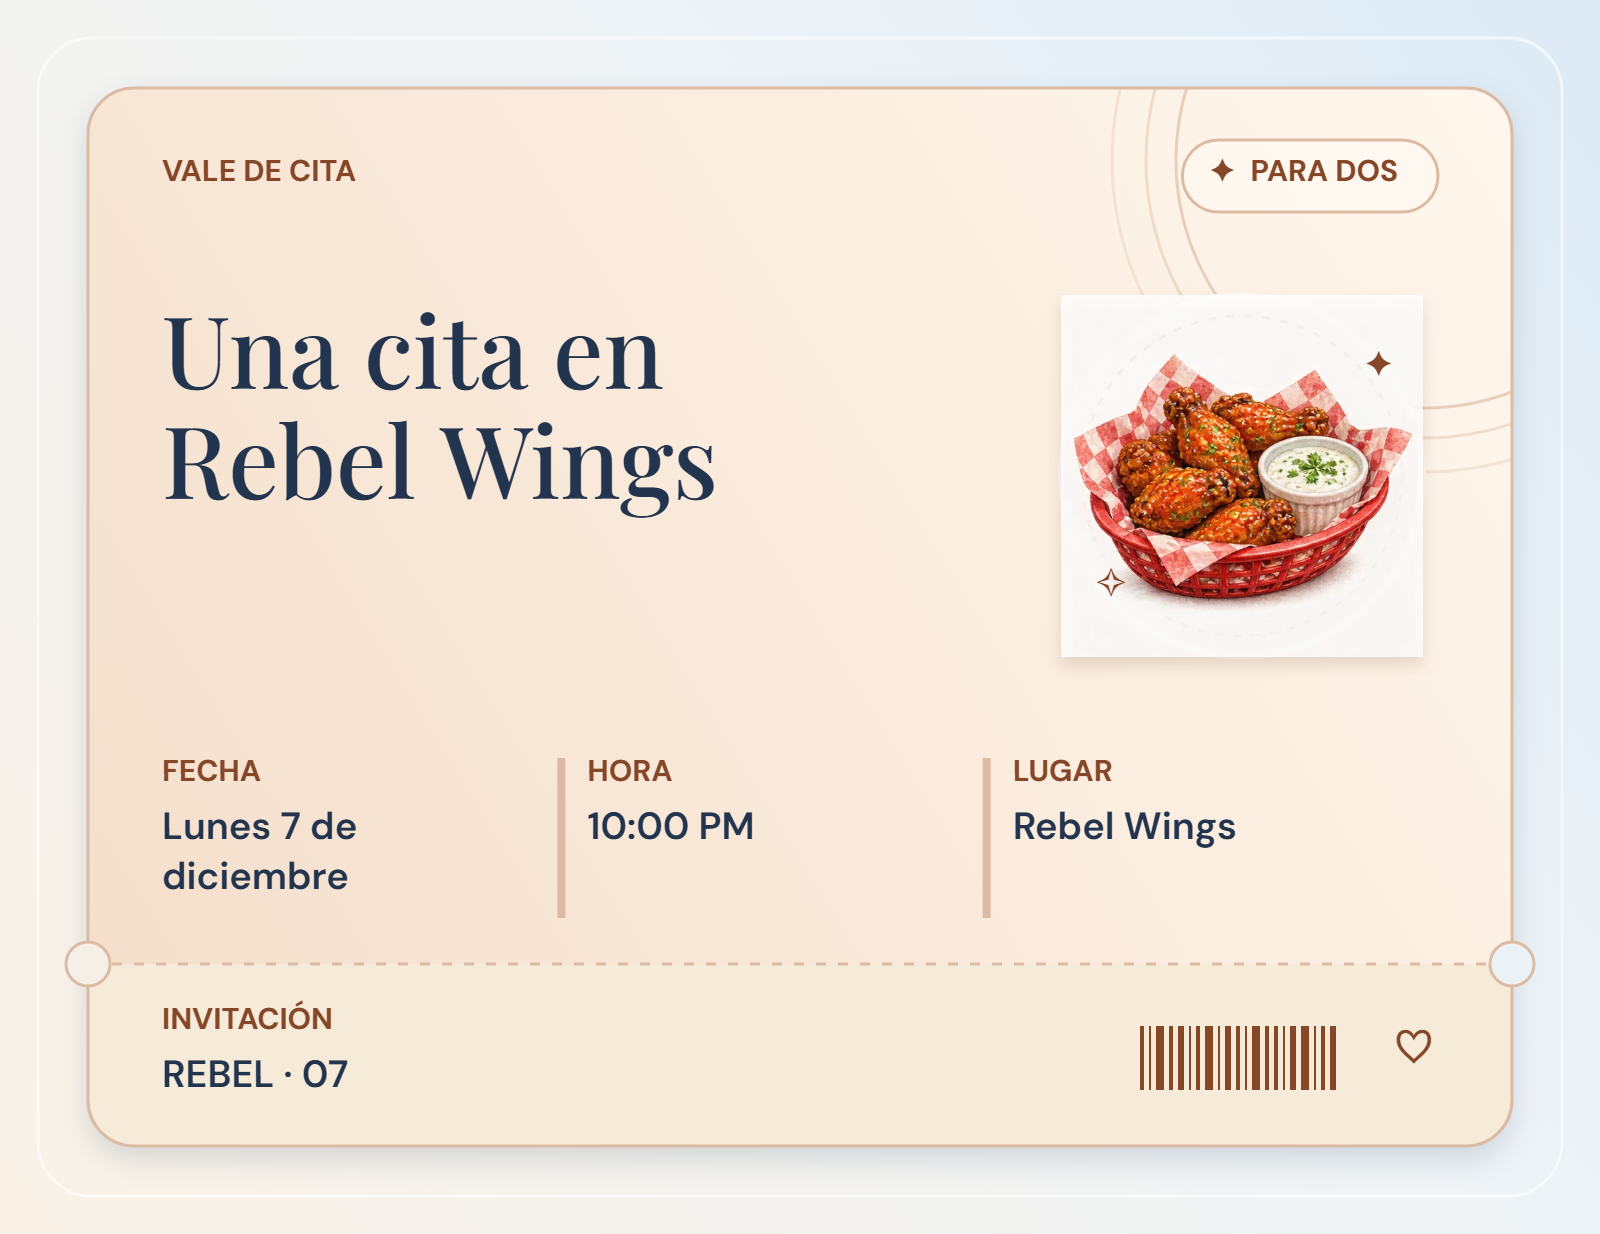 VALE DE CITA
✦ PARA DOS
Una cita en
Rebel Wings
FECHA
Lunes 7 de
diciembre
HORA
10:00 PM
LUGAR
Rebel Wings
INVITACIÓN
REBEL · 07